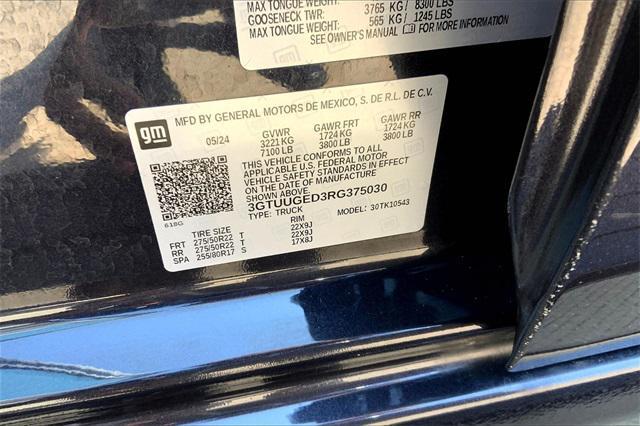 MAX TONGUE WEIGHT: 3765 KG / 8300 LBS
GOOSENECK TWR: 565 KG / 1245 LBS
MAX TONGUE WEIGHT:
SEE OWNER'S MANUAL FOR MORE INFORMATION
gm
MFD BY GENERAL MOTORS DE MEXICO, S. DE R.L. DE C.V.
05/24 GVWR GAWR FRT GAWR RR
3221 KG 1724 KG 1724 KG
7100 LB 3800 LB 3800 LB
THIS VEHICLE CONFORMS TO ALL
APPLICABLE U.S. FEDERAL MOTOR
VEHICLE SAFETY STANDARDS IN EFFECT
ON THE DATE OF MANUFACTURE
SHOWN ABOVE.
3GTUUGED3RG375030
TYPE: TRUCK MODEL: 30TK10543
618G
TIRE SIZE RIM
FRT 275/50R22 T 22X9J
RR 275/50R22 T 22X9J
SPA 255/80R17 S 17X8J